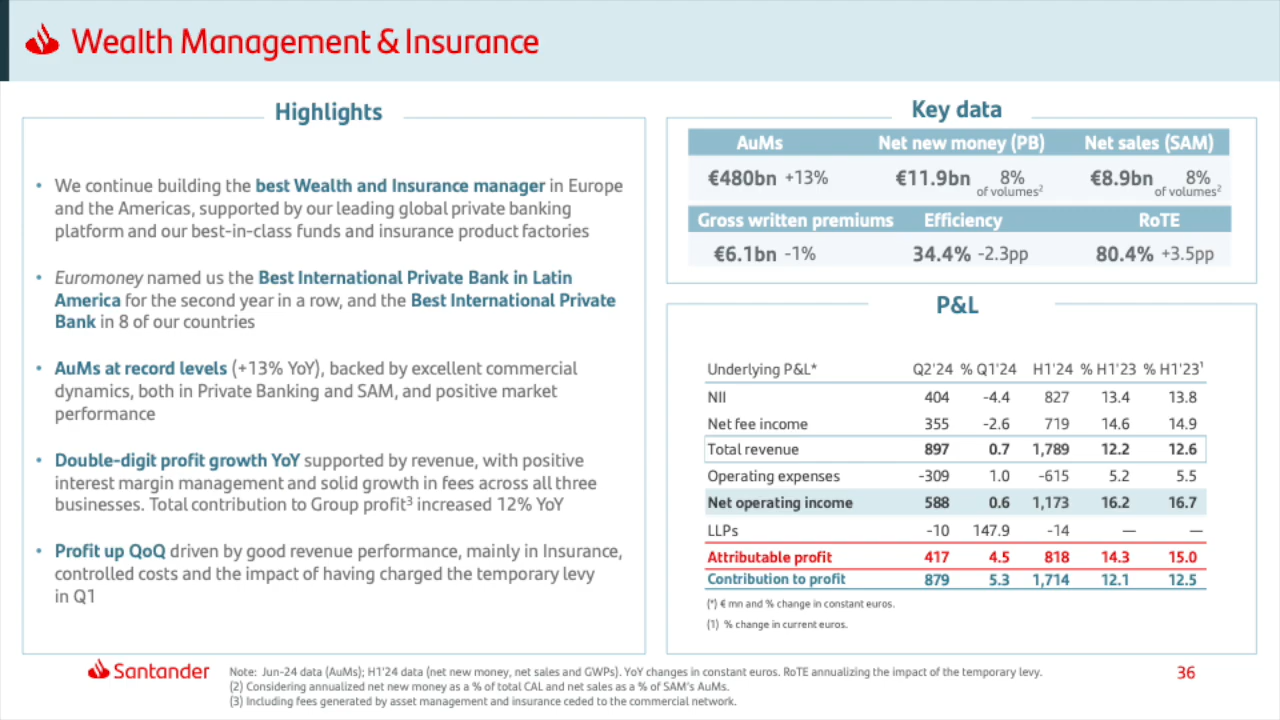 Wealth Management & Insurance
Highlights
• We continue building the best Wealth and Insurance manager in Europe
and the Americas, supported by our leading global private banking
platform and our best-in-class funds and insurance product factories
• Euromoney named us the Best International Private Bank in Latin
America for the second year in a row, and the Best International Private
Bank in 8 of our countries
• AuMs at record levels (+13% YoY), backed by excellent commercial
dynamics, both in Private Banking and SAM, and positive market
performance
• Double-digit profit growth YoY supported by revenue, with positive
interest margin management and solid growth in fees across all three
businesses. Total contribution to Group profit³ increased 12% YoY
• Profit up QoQ driven by good revenue performance, mainly in Insurance,
controlled costs and the impact of having charged the temporary levy
in Q1
Key data
AuMs Net new money (PB) Net sales (SAM)
€480bn +13% €11.9bn 8% of volumes² €8.9bn 8% of volumes²
Gross written premiums Efficiency RoTE
€6.1bn -1% 34.4% -2.3pp 80.4% +3.5pp
P&L
Underlying P&L* Q2'24 % Q1'24 H1'24 % H1'23 % H1'23¹
NII 404 -4.4 827 13.4 13.8
Net fee income 355 -2.6 719 14.6 14.9
Total revenue 897 0.7 1,789 12.2 12.6
Operating expenses -309 1.0 -615 5.2 5.5
Net operating income 588 0.6 1,173 16.2 16.7
LLPs -10 147.9 -14 — —
Attributable profit 417 4.5 818 14.3 15.0
Contribution to profit 879 5.3 1,714 12.1 12.5
(*) € mn and % change in constant euros.
(1) % change in current euros.
Santander
Note: Jun-24 data (AuMs); H1'24 data (net new money, net sales and GWPs). YoY changes in constant euros. RoTE annualizing the impact of the temporary levy.
(2) Considering annualized net new money as a % of total CAL and net sales as a % of SAM's AuMs.
(3) Including fees generated by asset management and insurance ceded to the commercial network.
36